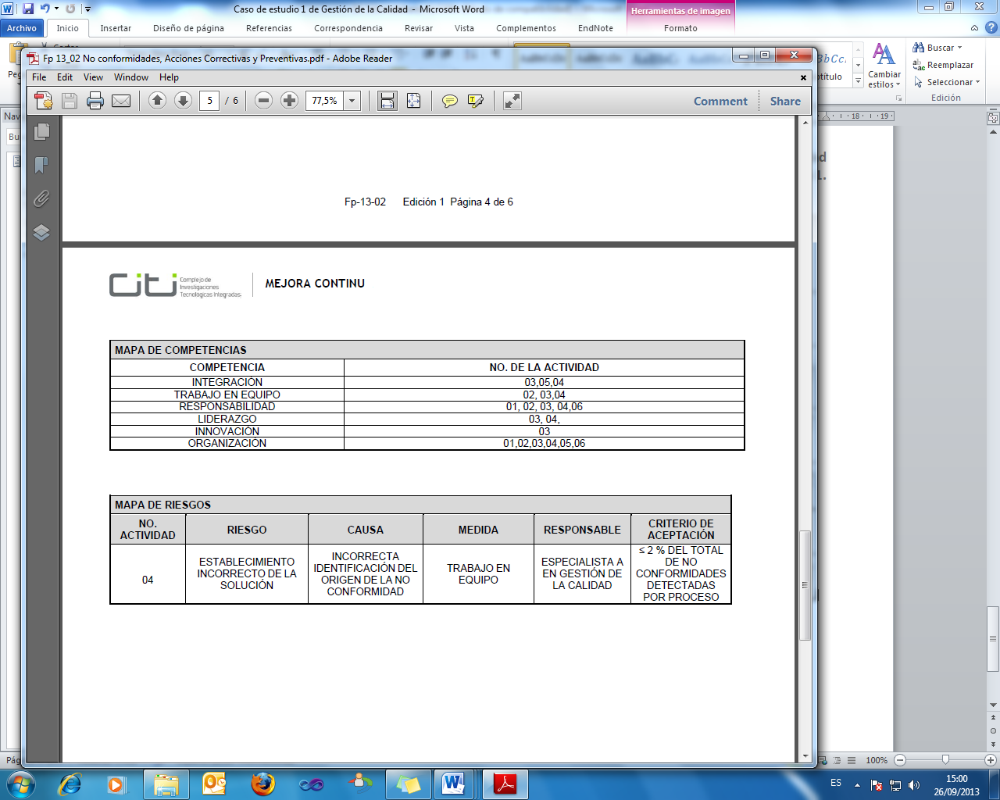 Caso de estudio 1 de Gestión de la Calidad - Microsoft Word
Herramientas de imagen
Archivo
Inicio
Insertar
Diseño de página
Referencias
Correspondencia
Revisar
Vista
Complementos
EndNote
Formato
Buscar
Reemplazar
Seleccionar
Edición
Cambiar
estilos
Fp 13_02 No conformidades, Acciones Correctivas y Preventivas.pdf - Adobe Reader
File Edit View Window Help
5 / 6
77,5%
Comment
Share
18 19
Fp-13-02 Edición 1 Página 4 de 6
citi
Complejo de
Investigaciones
Tecnológicas Integradas
MEJORA CONTINU
MAPA DE COMPETENCIAS
COMPETENCIA NO. DE LA ACTIVIDAD
INTEGRACIÓN 03,05,04
TRABAJO EN EQUIPO 02, 03,04
RESPONSABILIDAD 01, 02, 03, 04,06
LIDERAZGO 03, 04,
INNOVACIÓN 03
ORGANIZACIÓN 01,02,03,04,05,06
MAPA DE RIESGOS
NO.
ACTIVIDAD
RIESGO
CAUSA
MEDIDA
RESPONSABLE
CRITERIO DE
ACEPTACIÓN
04
ESTABLECIMIENTO
INCORRECTO DE LA
SOLUCIÓN
INCORRECTA
IDENTIFICACIÓN DEL
ORIGEN DE LA NO
CONFORMIDAD
TRABAJO EN
EQUIPO
ESPECIALISTA A
EN GESTIÓN DE
LA CALIDAD
≤ 2 % DEL TOTAL
DE NO
CONFORMIDADES
DETECTADAS
POR PROCESO
100%
ES
15:00
26/09/2013